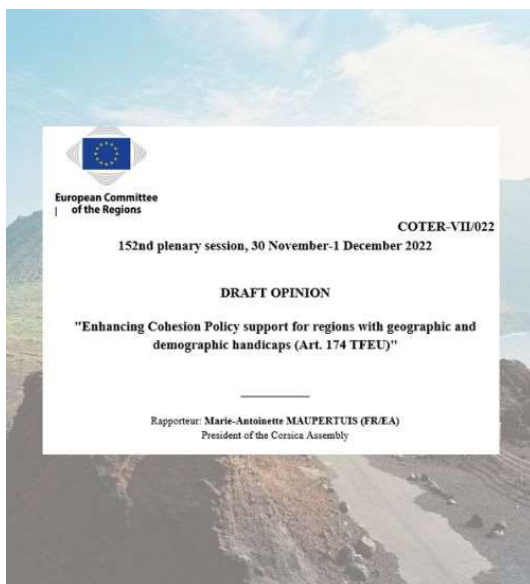 European Committee
of the Regions
COTER-VII/022
152nd plenary session, 30 November-1 December 2022
DRAFT OPINION
"Enhancing Cohesion Policy support for regions with geographic and
demographic handicaps (Art. 174 TFEU)"
Rapporteur: Marie-Antoinette MAUPERTUIS (FR/EA)
President of the Corsica Assembly